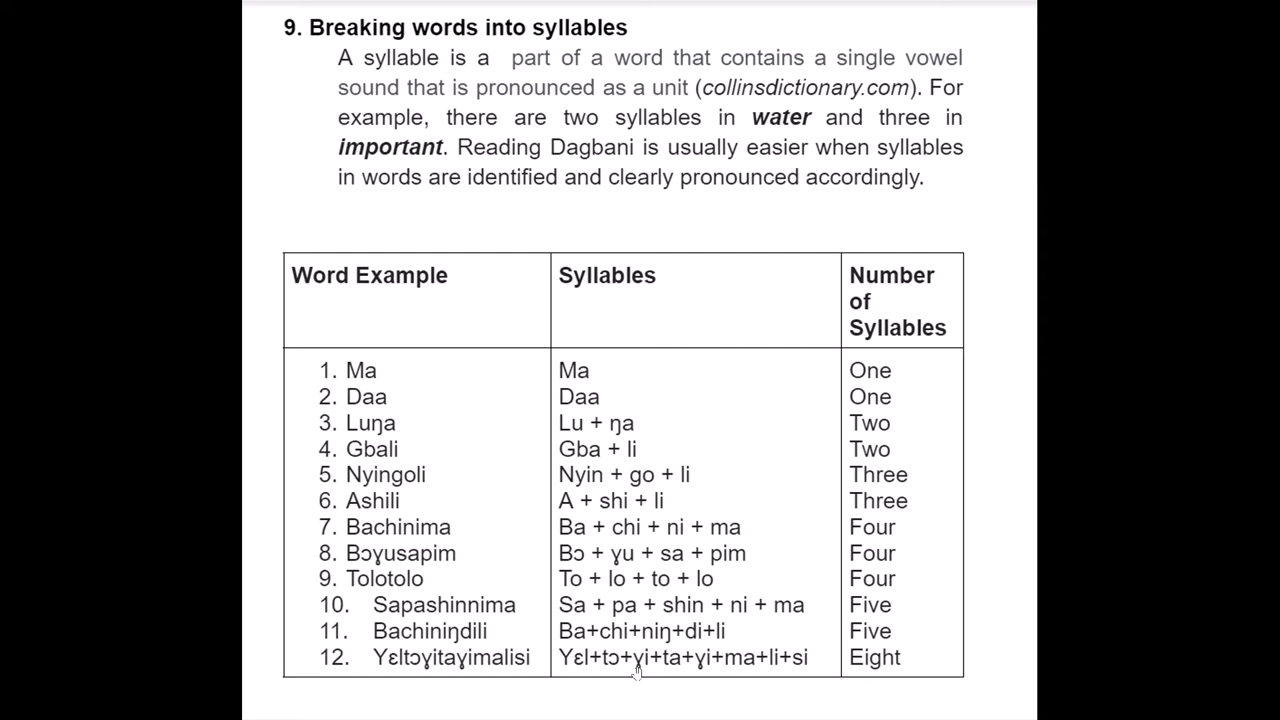 9. Breaking words into syllables
A syllable is a part of a word that contains a single vowel
sound that is pronounced as a unit (collinsdictionary.com). For
example, there are two syllables in water and three in
important. Reading Dagbani is usually easier when syllables
in words are identified and clearly pronounced accordingly.
Word Example Syllables Number
of
Syllables
1. Ma Ma One
2. Daa Daa One
3. Luŋa Lu + ŋa Two
4. Gbali Gba + li Two
5. Nyingoli Nyin + go + li Three
6. Ashili A + shi + li Three
7. Bachinima Ba + chi + ni + ma Four
8. Bɔɣusapim Bɔ + ɣu + sa + pim Four
9. Tolotolo To + lo + to + lo Four
10. Sapashinnima Sa + pa + shin + ni + ma Five
11. Bachiniŋdili Ba+chi+niŋ+di+li Five
12. Yɛltɔɣitaɣimalisi Yɛl+tɔ+ɣi+ta+ɣi+ma+li+si Eight